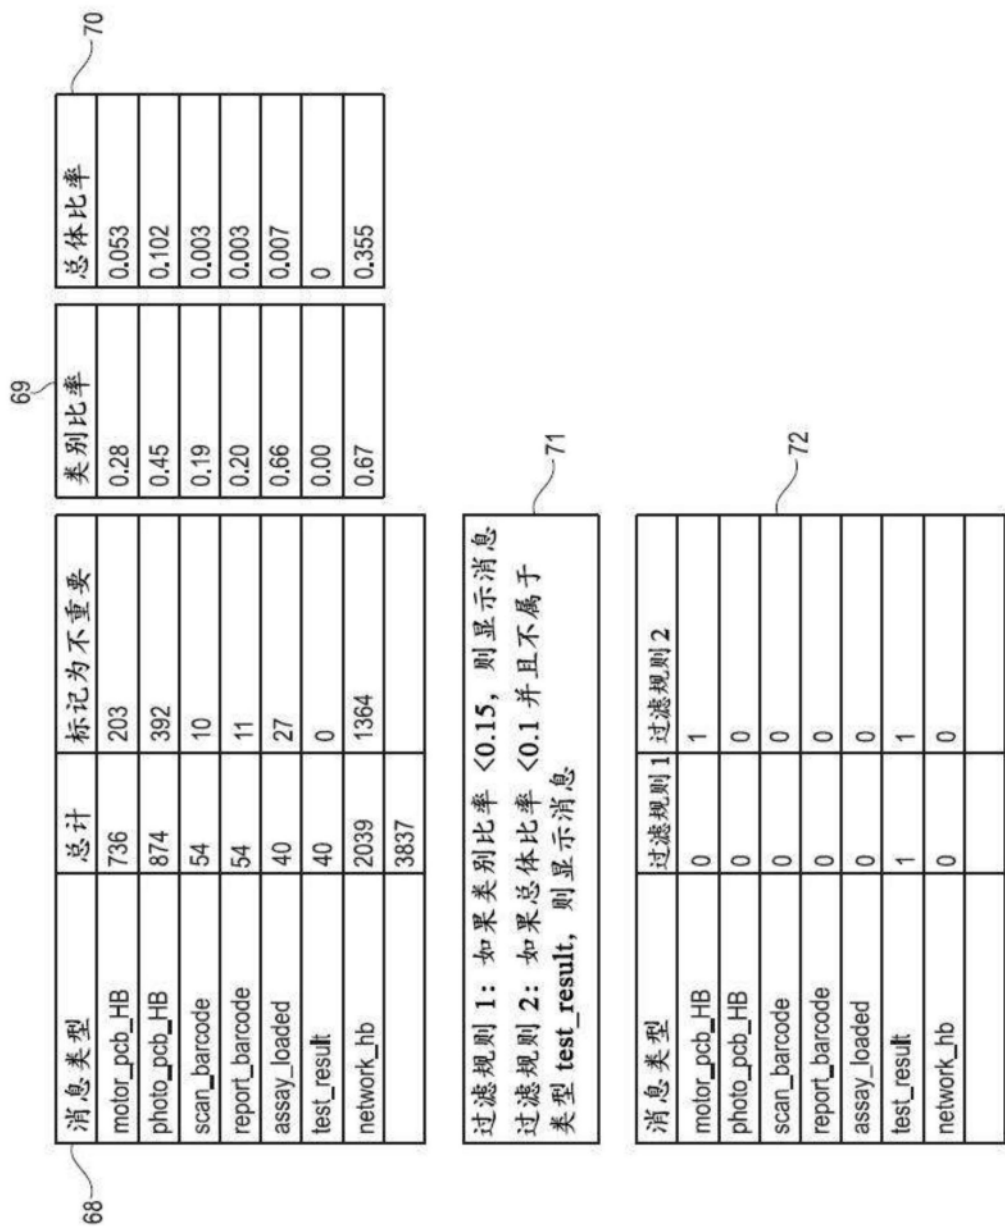 68
69
70
消息类型 总计 标记为不重要 类别比率 总体比率
motor_pcb_HB 736 203 0.28 0.053
photo_pcb_HB 874 392 0.45 0.102
scan_barcode 54 10 0.19 0.003
report_barcode 54 11 0.20 0.003
assay_loaded 40 27 0.66 0.007
test_result 40 0 0.00 0
network_hb 2039 1364 0.67 0.355
3837
过滤规则 1: 如果类别比率 <0.15, 则显示消息
过滤规则 2: 如果总体比率 <0.1 并且不属于
类型 test_result, 则显示消息
71
消息类型 过滤规则 1 过滤规则 2
motor_pcb_HB 0 1
photo_pcb_HB 0 0
scan_barcode 0 0
report_barcode 0 0
assay_loaded 0 0
test_result 1 1
network_hb 0 0
72